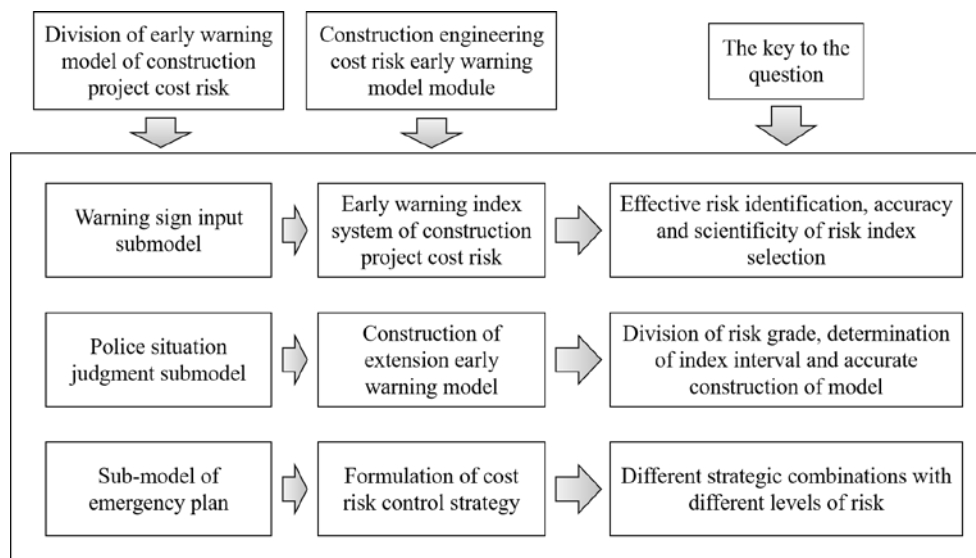 Division of early warning
model of construction
project cost risk
Construction engineering
cost risk early warning
model module
The key to the
question
Warning sign input
submodel
Early warning index
system of construction
project cost risk
Effective risk identification, accuracy
and scientificity of risk index
selection
Police situation
judgment submodel
Construction of
extension early
warning model
Division of risk grade, determination
of index interval and accurate
construction of model
Sub-model of
emergency plan
Formulation of cost
risk control strategy
Different strategic combinations with
different levels of risk